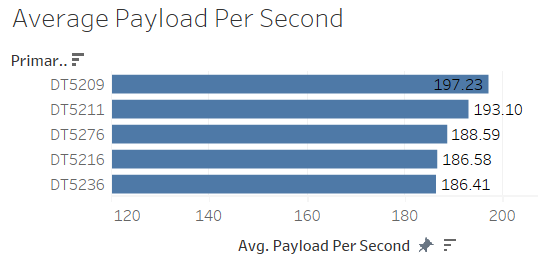 Average Payload Per Second
Primar..
DT5209 197.23
DT5211 193.10
DT5276 188.59
DT5216 186.58
DT5236 186.41
120 140 160 180 200
Avg. Payload Per Second